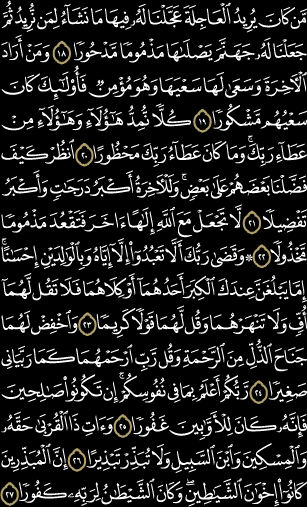 مَّن كَانَ يُرِيدُ ٱلْعَاجِلَةَ عَجَّلْنَا لَهُۥ فِيهَا مَا نَشَآءُ لِمَن نُّرِيدُ ثُمَّ
جَعَلْنَا لَهُۥ جَهَنَّمَ يَصْلَىٰهَا مَذْمُومًا مَّدْحُورًا ١٨ وَمَنْ أَرَادَ
ٱلْءَاخِرَةَ وَسَعَىٰ لَهَا سَعْيَهَا وَهُوَ مُؤْمِنٌ فَأُو۟لَٰٓئِكَ كَانَ
سَعْيُهُم مَّشْكُورًا ١٩ كُلًّا نُّمِدُّ هَٰٓؤُلَآءِ وَهَٰٓؤُلَآءِ مِنْ
عَطَآءِ رَبِّكَ ۚ وَمَا كَانَ عَطَآءُ رَبِّكَ مَحْظُورًا ٢٠ ٱنظُرْ كَيْفَ
فَضَّلْنَا بَعْضَهُمْ عَلَىٰ بَعْضٍ ۚ وَلَلْءَاخِرَةُ أَكْبَرُ دَرَجَٰتٍ وَأَكْبَرُ
تَفْضِيلًا ٢١ لَّا تَجْعَلْ مَعَ ٱللَّهِ إِلَٰهًا ءَاخَرَ فَتَقْعُدَ مَذْمُومًا
مَّخْذُولًا ٢٢ ۞ وَقَضَىٰ رَبُّكَ أَلَّا تَعْبُدُوٓا۟ إِلَّآ إِيَّاهُ وَبِٱلْوَٰلِدَيْنِ إِحْسَٰنًا ۚ
إِمَّا يَبْلُغَنَّ عِندَكَ ٱلْكِبَرَ أَحَدُهُمَآ أَوْ كِلَاهُمَا فَلَا تَقُل لَّهُمَآ
أُفٍّ وَلَا تَنْهَرْهُمَا وَقُل لَّهُمَا قَوْلًا كَرِيمًا ٢٣ وَٱخْفِضْ لَهُمَا
جَنَاحَ ٱلذُّلِّ مِنَ ٱلرَّحْمَةِ وَقُل رَّبِّ ٱرْحَمْهُمَا كَمَا رَبَّيَانِى
صَغِيرًا ٢٤ رَّبُّكُمْ أَعْلَمُ بِمَا فِى نُفُوسِكُمْ ۚ إِن تَكُونُوا۟ صَٰلِحِينَ
فَإِنَّهُۥ كَانَ لِلْأَوَّٰبِينَ غَفُورًا ٢٥ وَءَاتِ ذَا ٱلْقُرْبَىٰ حَقَّهُۥ
وَٱلْمِسْكِينَ وَٱبْنَ ٱلسَّبِيلِ وَلَا تُبَذِّرْ تَبْذِيرًا ٢٦ إِنَّ ٱلْمُبَذِّرِينَ
كَانُوٓا۟ إِخْوَٰنَ ٱلشَّيَٰطِينِ ۖ وَكَانَ ٱلشَّيْطَٰنُ لِرَبِّهِۦ كَفُورًا ٢٧